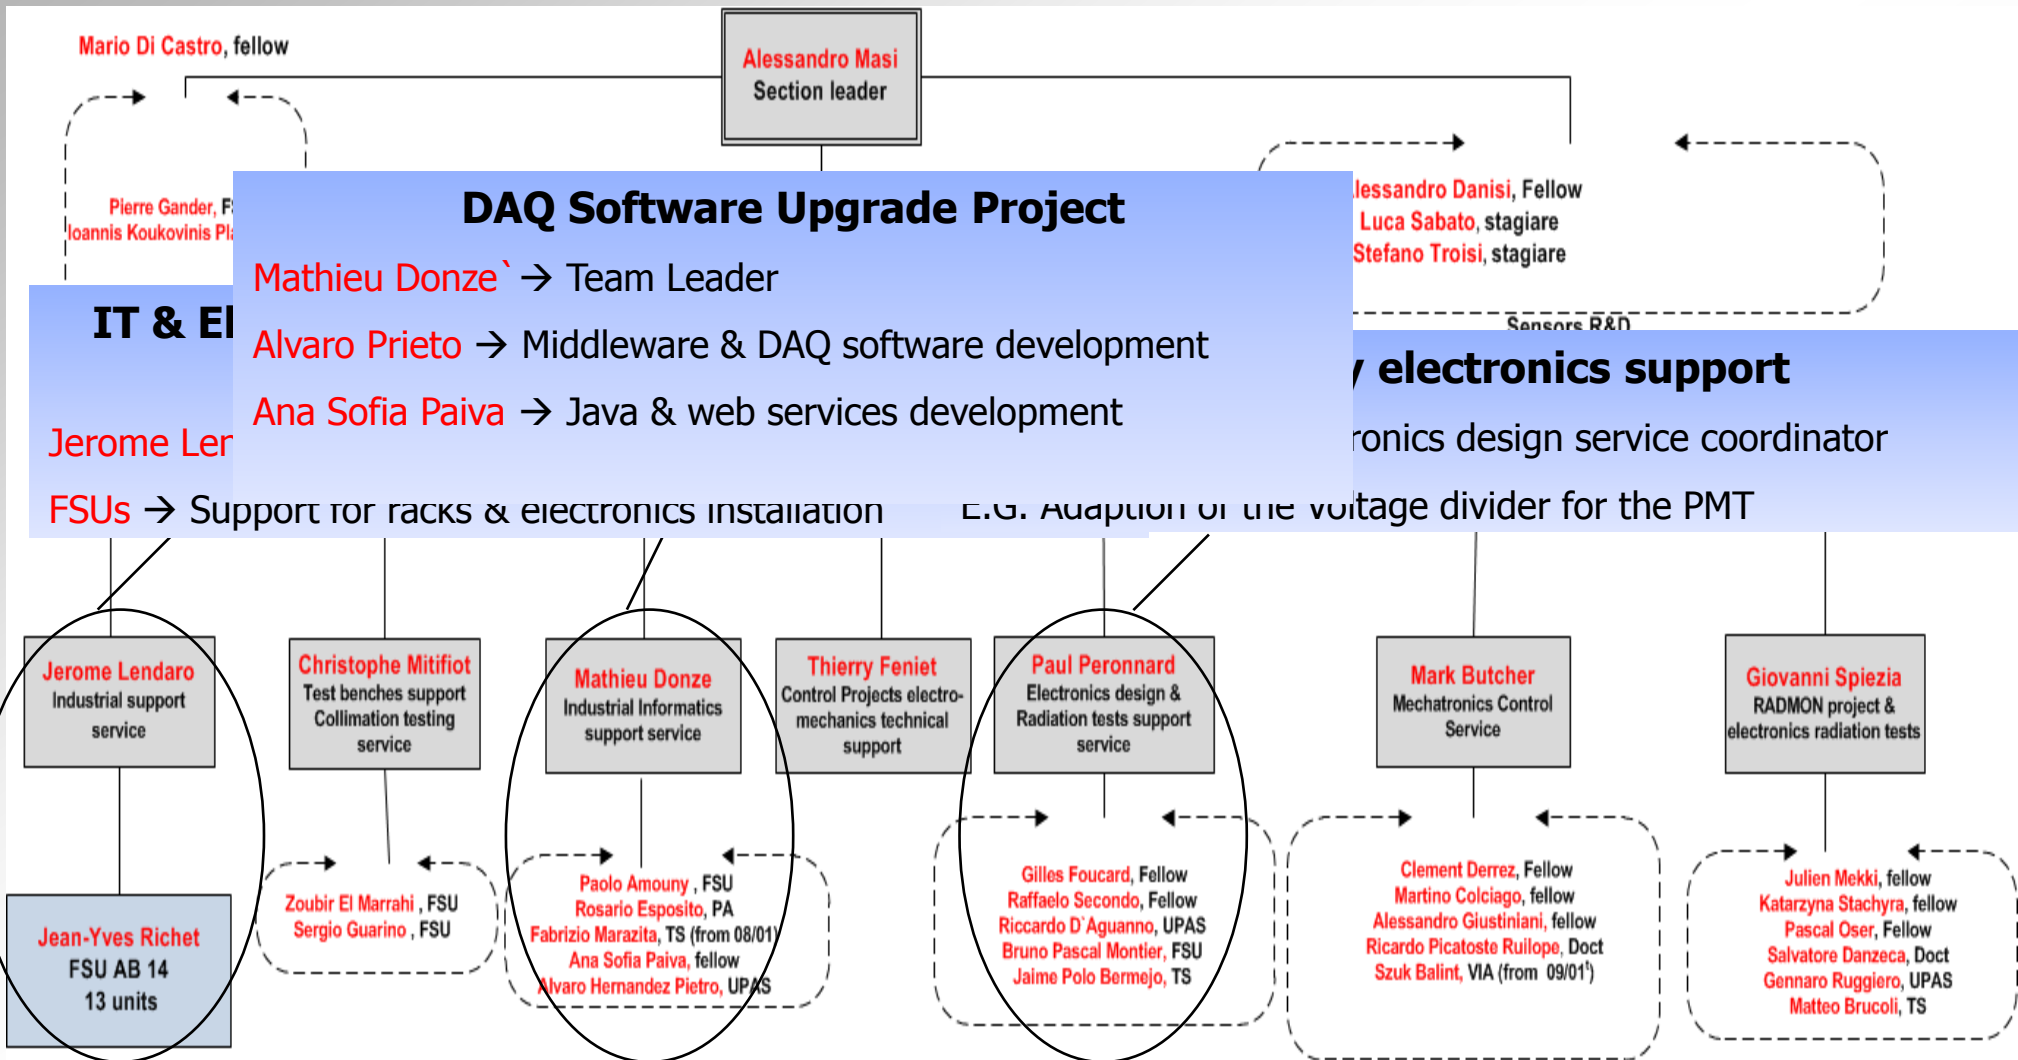 Mario Di Castro, fellow
Alessandro Masi
Section leader
Pierre Gander,
Ioannis Koukovinis
Alessandro Danisi, Fellow
Luca Sabato, stagiare
Stefano Troisi, stagiare
Sensors R&D
DAQ Software Upgrade Project
Mathieu Donze` → Team Leader
Alvaro Prieto → Middleware & DAQ software development
Ana Sofia Paiva → Java & web services development
IT &
Jerome
FSUs → Support for racks & electronics installation
electronics support
design service coordinator
E.G. Adaption of the voltage divider for the PMT
Jerome Lendaro
Industrial support
service
Christophe Mitifiot
Test benches support
Collimation testing
service
Mathieu Donze
Industrial Informatics
support service
Thierry Feniet
Control Projects electro-
mechanics technical
support
Paul Peronnard
Electronics design &
Radiation tests support
service
Mark Butcher
Mechatronics Control
Service
Giovanni Spiezia
RADMON project &
electronics radiation tests
Jean-Yves Richet
FSU AB 14
13 units
Zoubir El Marrahi , FSU
Sergio Guarino , FSU
Paolo Amouny , FSU
Rosario Esposito, PA
Fabrizio Marazita, TS (from 08/01)
Ana Sofia Paiva, fellow
Alvaro Hernandez Pietro, UPAS
Gilles Foucard, Fellow
Raffaelo Secondo, Fellow
Riccardo D`Aguanno, UPAS
Bruno Pascal Montier, FSU
Jaime Polo Bermejo, TS
Clement Derrez, Fellow
Martino Colciago, fellow
Alessandro Giustiniani, fellow
Ricardo Picatoste Ruilope, Doct
Szuk Balint, VIA (from 09/01')
Julien Mekki, fellow
Katarzyna Stachyra, fellow
Pascal Oser, Fellow
Salvatore Danzeca, Doct
Gennaro Ruggiero, UPAS
Matteo Brucoli, TS